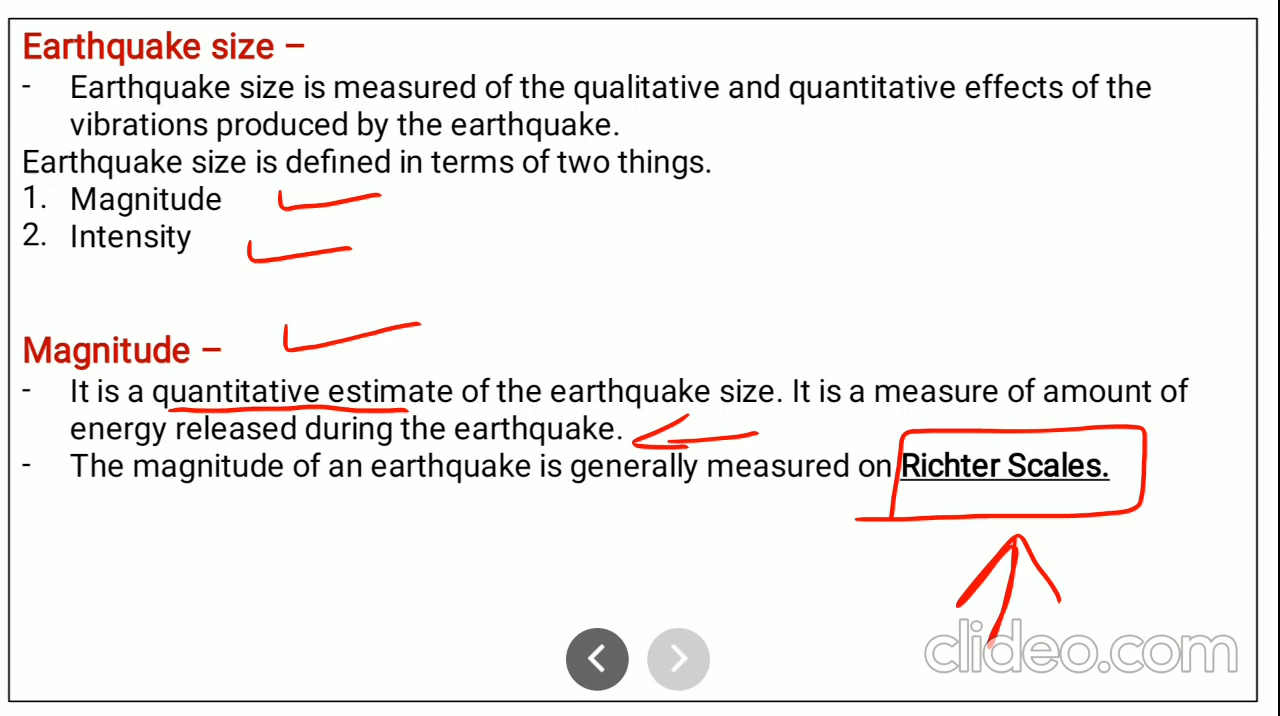 Earthquake size –
- Earthquake size is measured of the qualitative and quantitative effects of the
vibrations produced by the earthquake.
Earthquake size is defined in terms of two things.
1. Magnitude
2. Intensity
Magnitude –
- It is a quantitative estimate of the earthquake size. It is a measure of amount of
energy released during the earthquake.
- The magnitude of an earthquake is generally measured on Richter Scales.
clideo.com